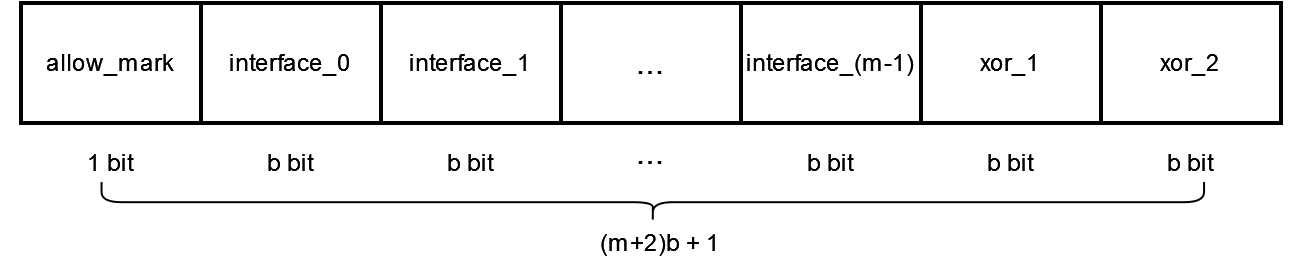 allow_mark interface_0 interface_1 ... interface_(m-1) xor_1 xor_2
1 bit b bit b bit ... b bit b bit b bit
(m+2)b + 1